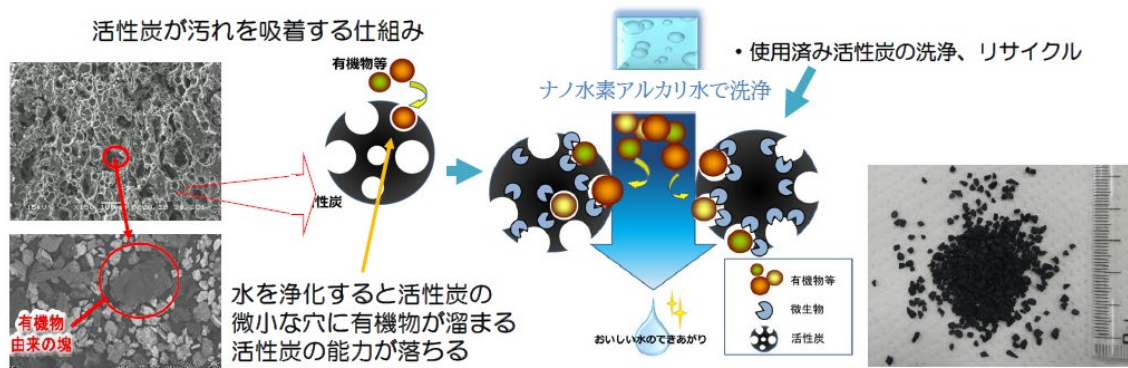 活性炭が汚れを吸着する仕組み
有機物等
性炭
有機物
由来の塊
水を浄化すると活性炭の
微小な穴に有機物が溜まる
活性炭の能力が落ちる
ナノ水素アルカリ水で洗浄
・使用済み活性炭の洗浄、リサイクル
おいしい水のできあがり
有機物等
微生物
活性炭